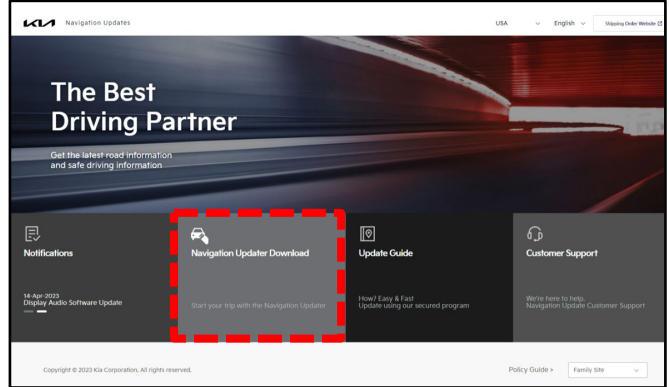 KIA Navigation Updates
USA
English
Shipping Order Website
The Best
Driving Partner
Get the latest road information
and safe driving information
Notifications
14-Apr-2023
Display Audio Software Update
Navigation Updater Download
Start your trip with the Navigation Updater
Update Guide
How? Easy & Fast
Update using our secured program
Customer Support
We're here to help.
Navigation Update Customer Support
Copyright © 2023 Kia Corporation. All rights reserved.
Policy Guide >
Family Site